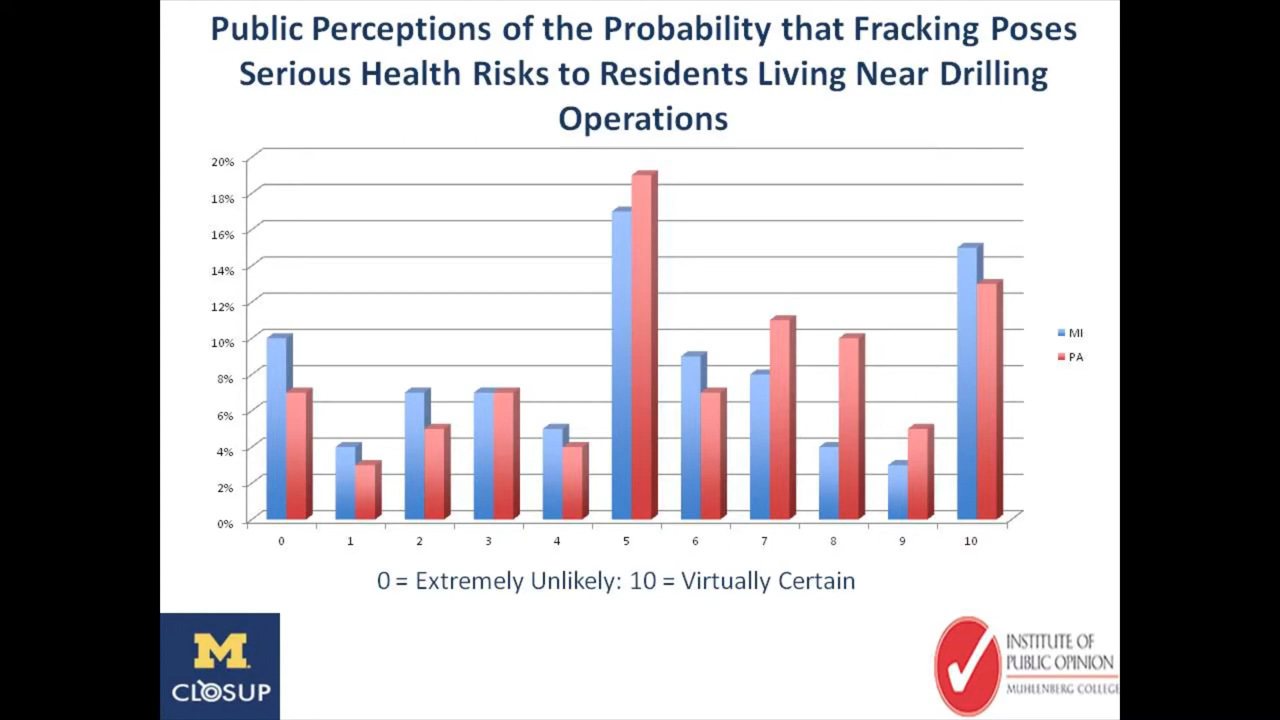 Public Perceptions of the Probability that Fracking Poses
Serious Health Risks to Residents Living Near Drilling
Operations
20%
18%
16%
14%
12%
10%
8%
6%
4%
2%
0%
0 1 2 3 4 5 6 7 8 9 10
MI
PA
0 = Extremely Unlikely: 10 = Virtually Certain
M
CLOSUP
INSTITUTE OF
PUBLIC OPINION
MUHLENBERG COLLEGE